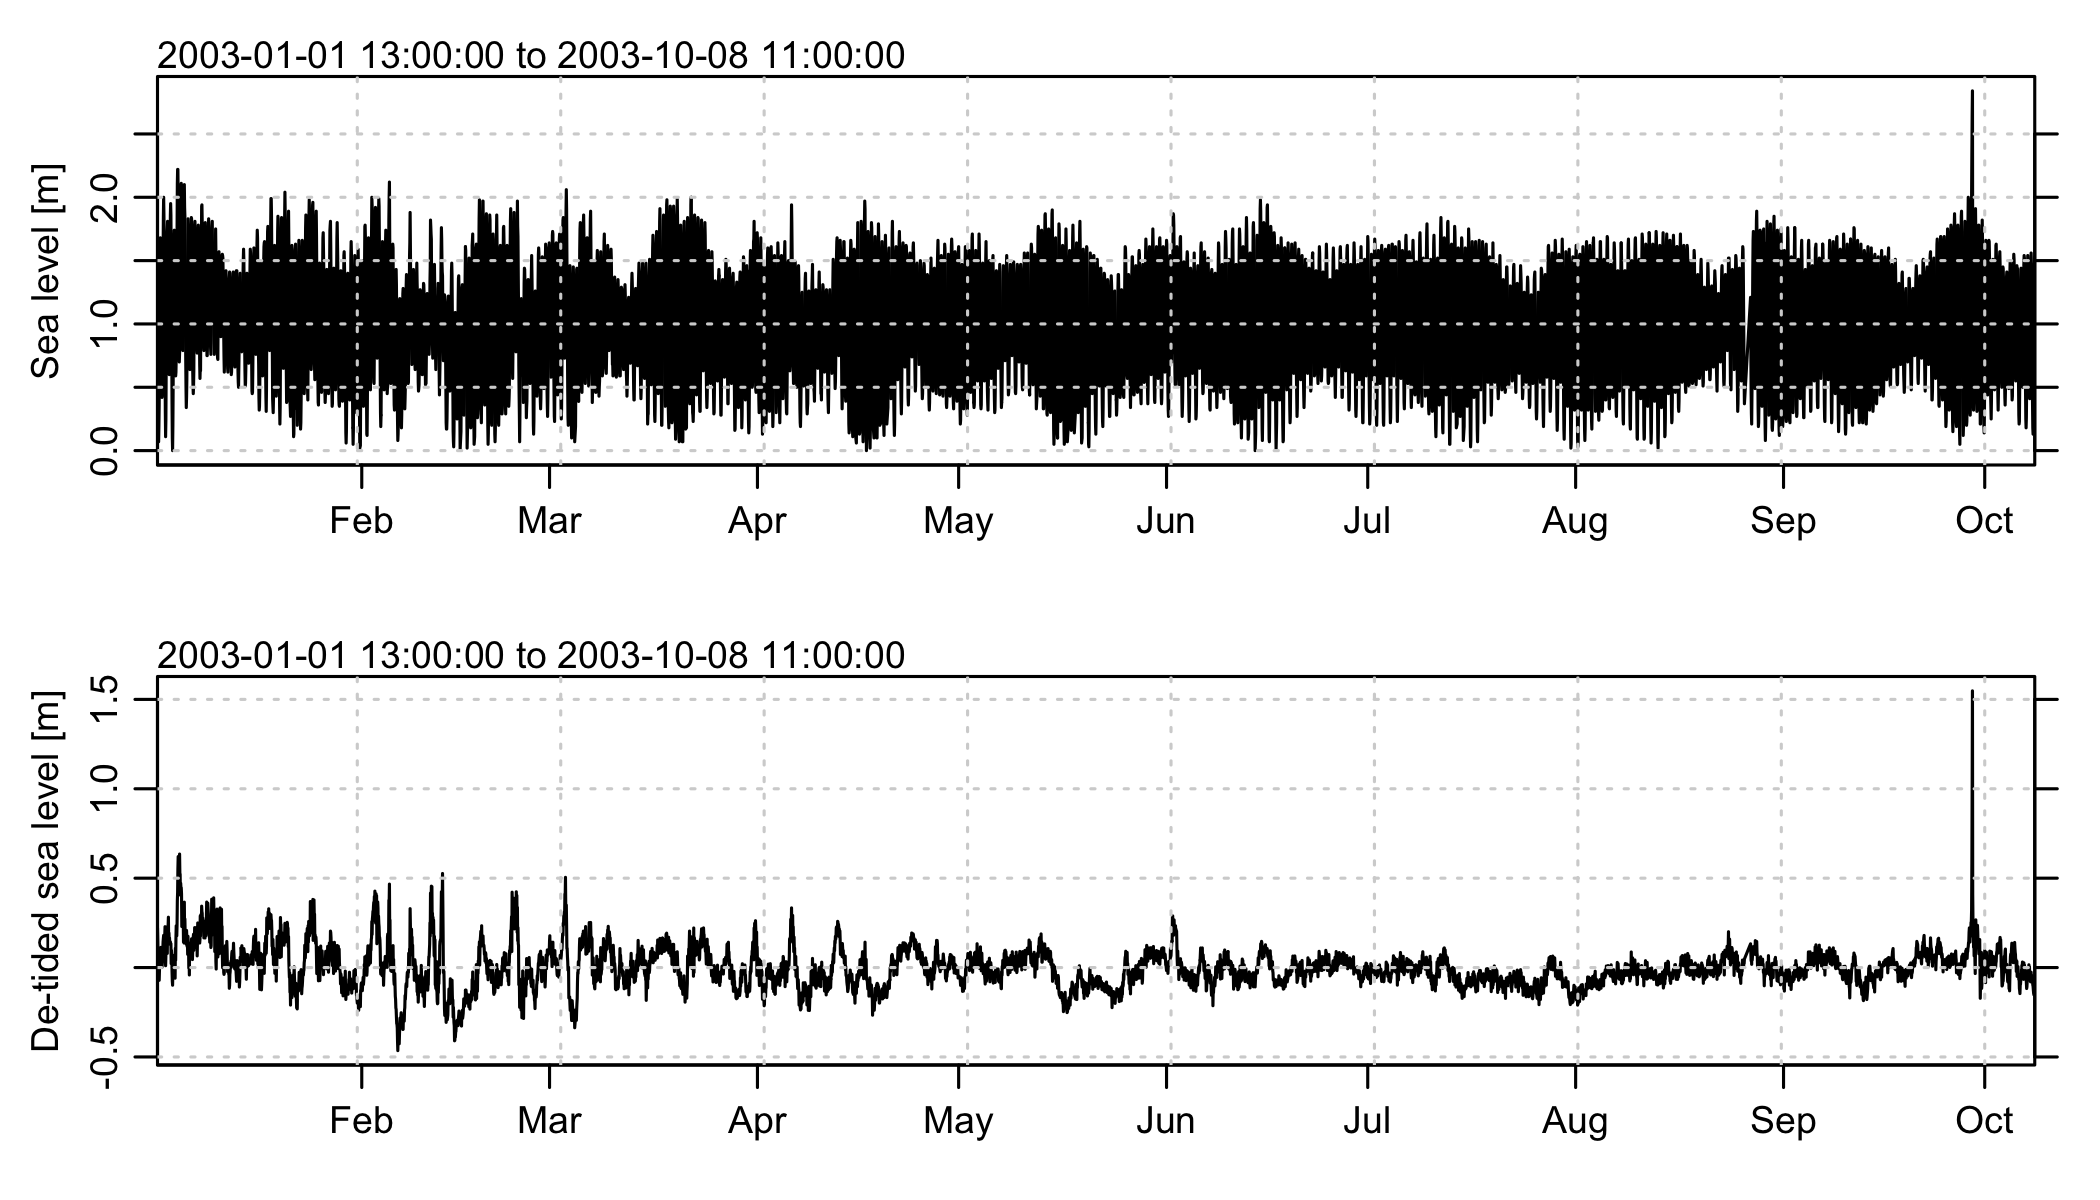 2003-01-01 13:00:00 to 2003-10-08 11:00:00
Sea level [m]
2.0
1.0
0.0
Feb Mar Apr May Jun Jul Aug Sep Oct
2003-01-01 13:00:00 to 2003-10-08 11:00:00
De-tided sea level [m]
1.5
1.0
0.5
-0.5
Feb Mar Apr May Jun Jul Aug Sep Oct